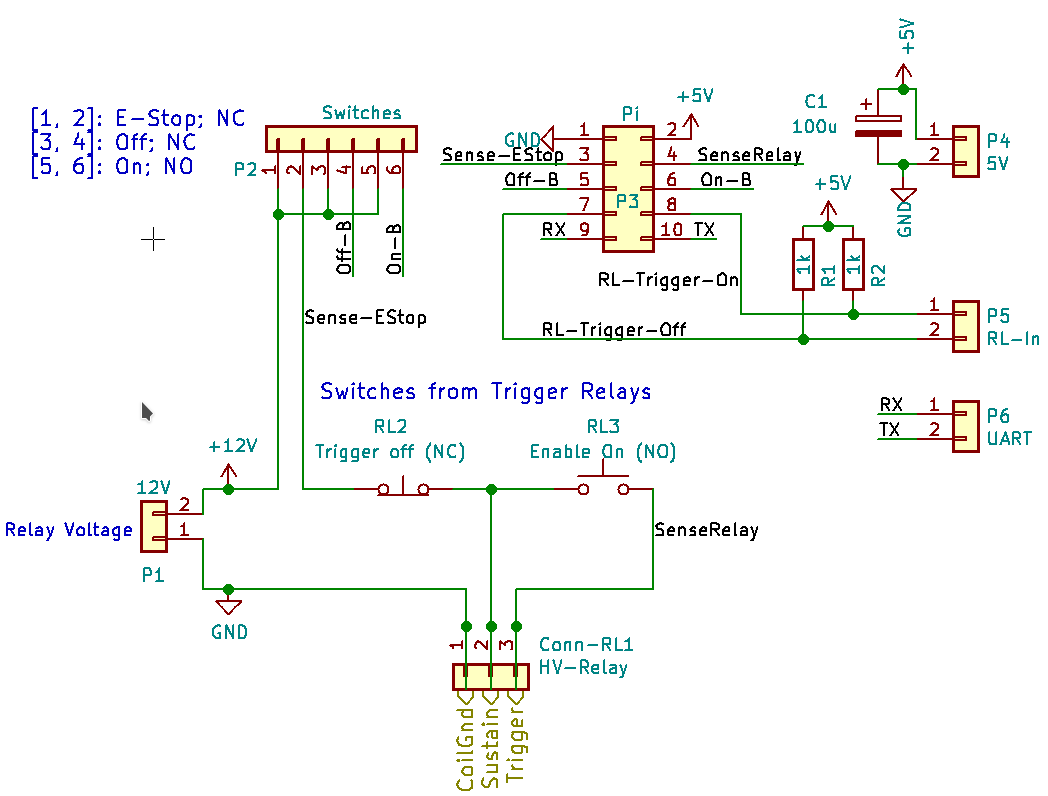 [1, 2]: E-Stop; NC
[3, 4]: Off; NC
[5, 6]: On; NO
Switches
P2
1
2
3
4
5
6
Off-B
On-B
Sense-EStop
Pi
+5V
GND
1
2
Sense-EStop
3
4
SenseRelay
Off-B
5
6
On-B
P3
7
8
RX
9
10
TX
RL-Trigger-On
RL-Trigger-Off
+5V
C1
100u
+
1
2
P4
5V
GND
+5V
1k
R1
1k
R2
1
2
P5
RL-In
RX
1
TX
2
P6
UART
Switches from Trigger Relays
RL2
Trigger off (NC)
RL3
Enable On (NO)
+12V
12V
2
1
Relay Voltage
P1
GND
SenseRelay
1
2
3
Conn-RL1
HV-Relay
CoilGnd
Sustain
Trigger